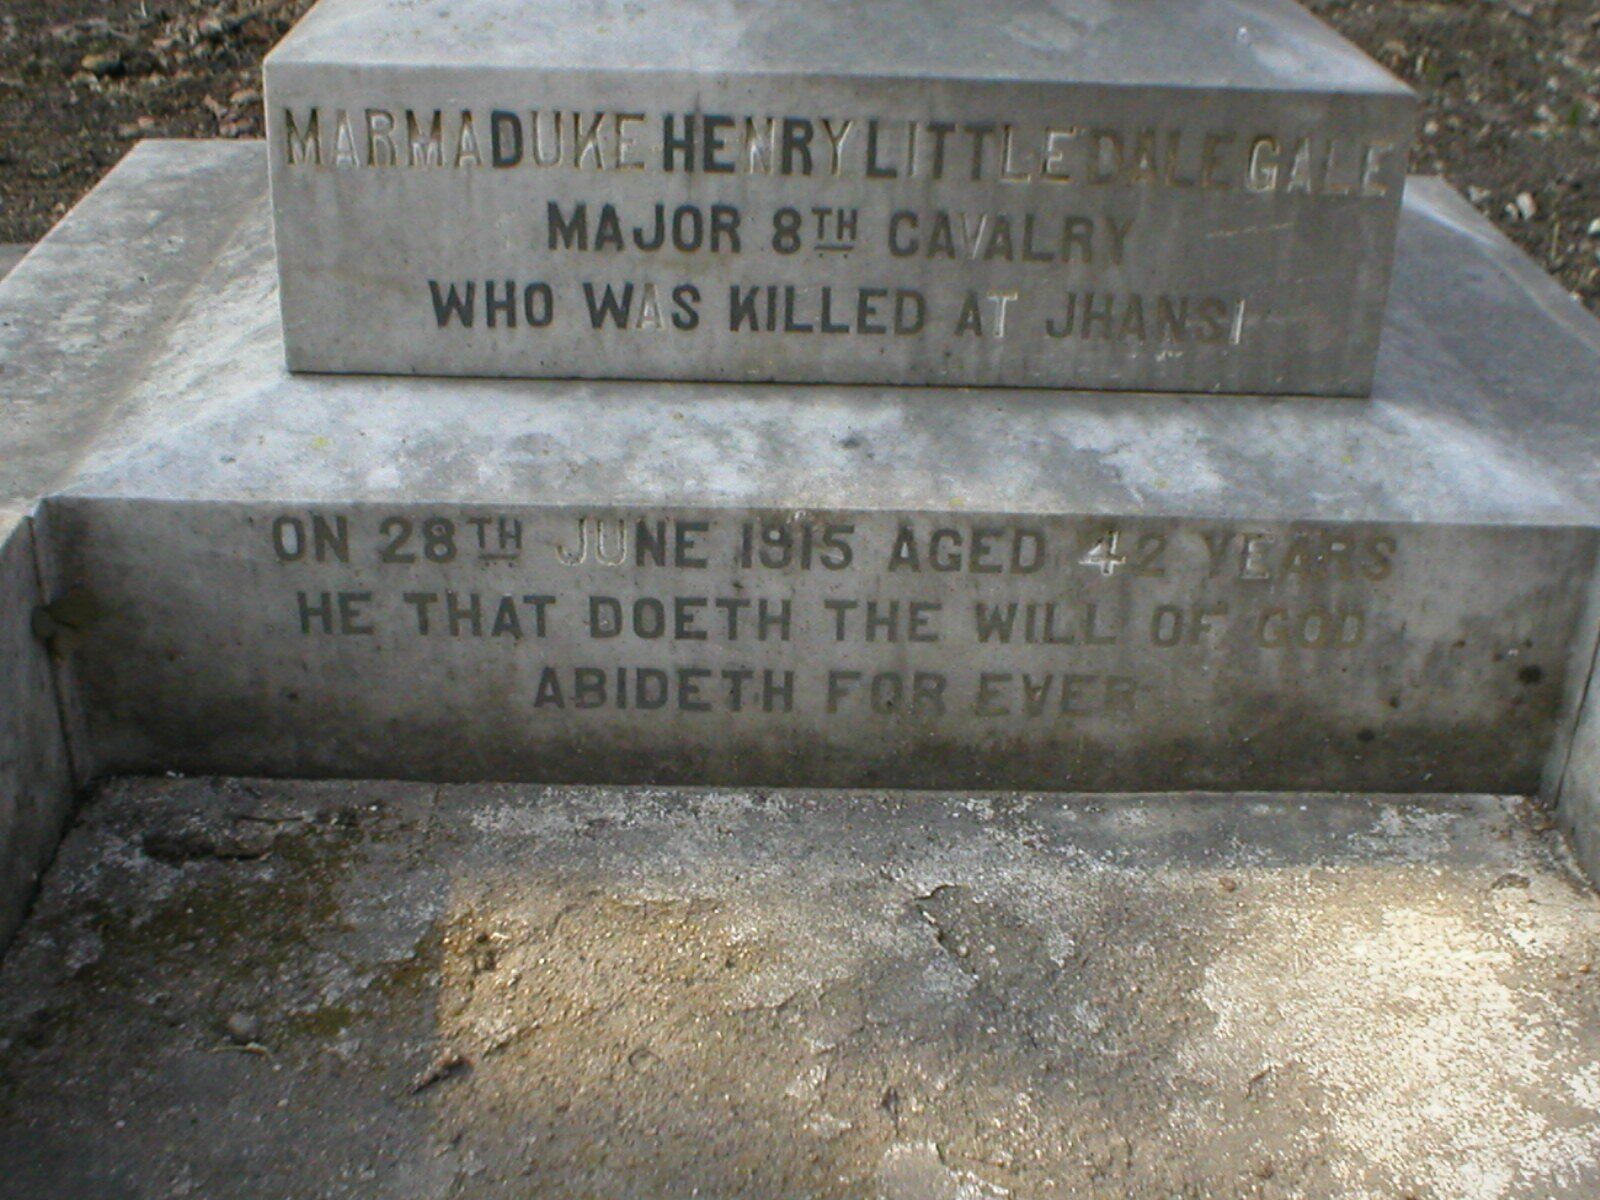 MARMADUKE HENRY LITTLEDALE GALE
MAJOR 8TH CAVALRY
WHO WAS KILLED AT JHANSI
ON 28TH JUNE 1915 AGED 42 YEARS
HE THAT DOETH THE WILL OF GOD
ABIDETH FOR EVER